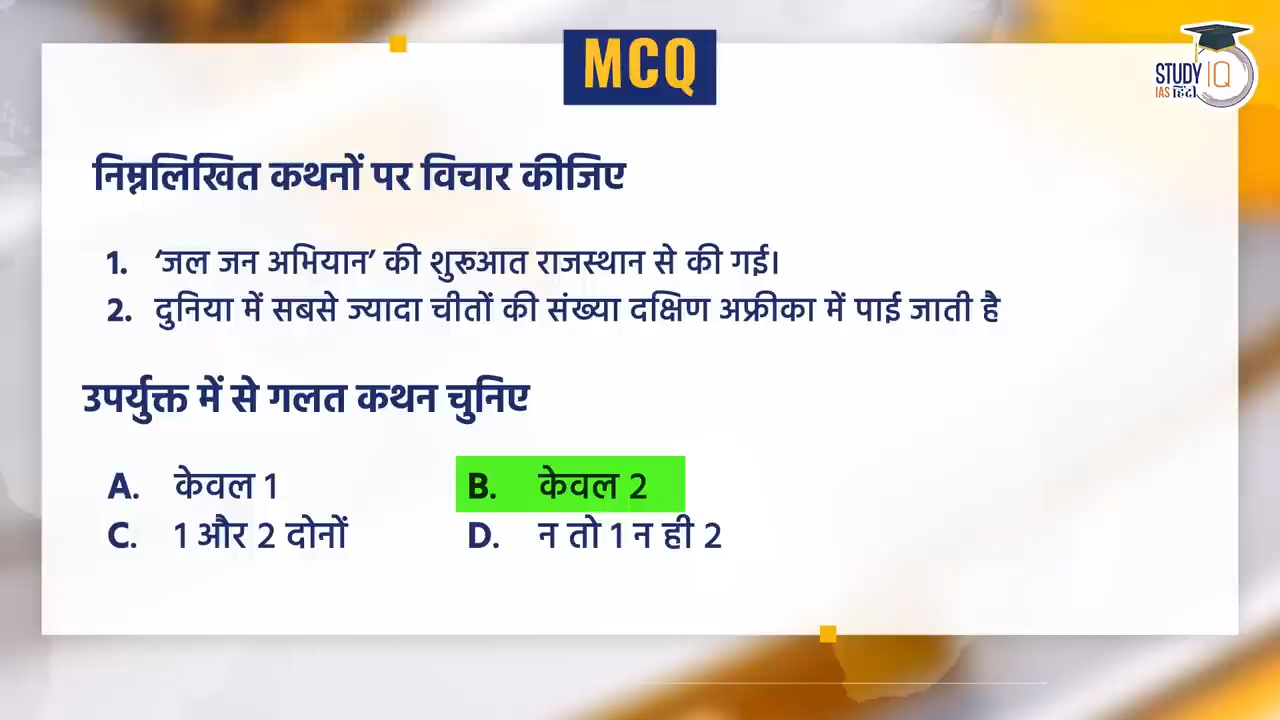 MCQ
STUDY IQ
IAS हिंदी
निम्नलिखित कथनों पर विचार कीजिए
1. ‘जल जन अभियान’ की शुरूआत राजस्थान से की गई।
2. दुनिया में सबसे ज्यादा चीतों की संख्या दक्षिण अफ्रीका में पाई जाती है
उपर्युक्त में से गलत कथन चुनिए
A. केवल 1 B. केवल 2
C. 1 और 2 दोनों D. न तो 1 न ही 2